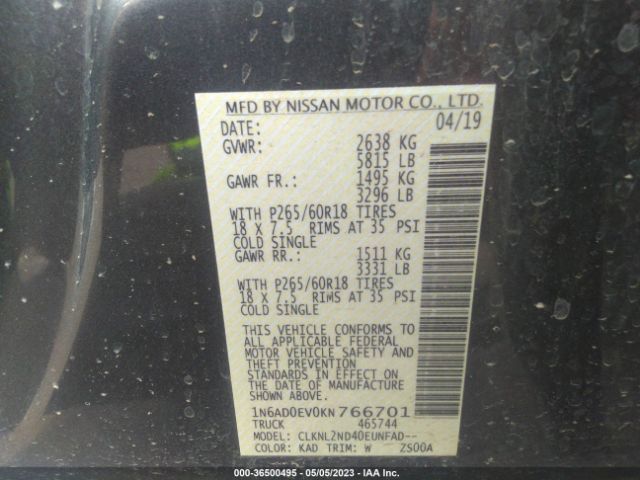 MFD BY NISSAN MOTOR CO., LTD.
DATE: 04/19
GVWR: 2638 KG
5815 LB
GAWR FR.: 1495 KG
3296 LB
WITH P265/60R18 TIRES
18 X 7.5 RIMS AT 35 PSI
COLD SINGLE
GAWR RR.: 1511 KG
3331 LB
WITH P265/60R18 TIRES
18 X 7.5 RIMS AT 35 PSI
COLD SINGLE
THIS VEHICLE CONFORMS TO
ALL APPLICABLE FEDERAL
MOTOR VEHICLE SAFETY AND
THEFT PREVENTION
STANDARDS IN EFFECT ON
THE DATE OF MANUFACTURE
SHOWN ABOVE.
1N6AD0EV0KN766701
TRUCK 465744
MODEL: CLKNL2ND40EUNFAD--
COLOR: KAD TRIM: W ZS00A
000-36500495 - 05/05/2023 - IAA Inc.